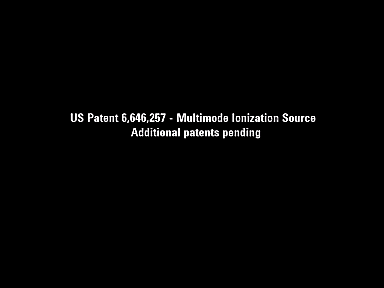 US Patent 6,646,257 - Multimode Ionization Source
Additional patents pending